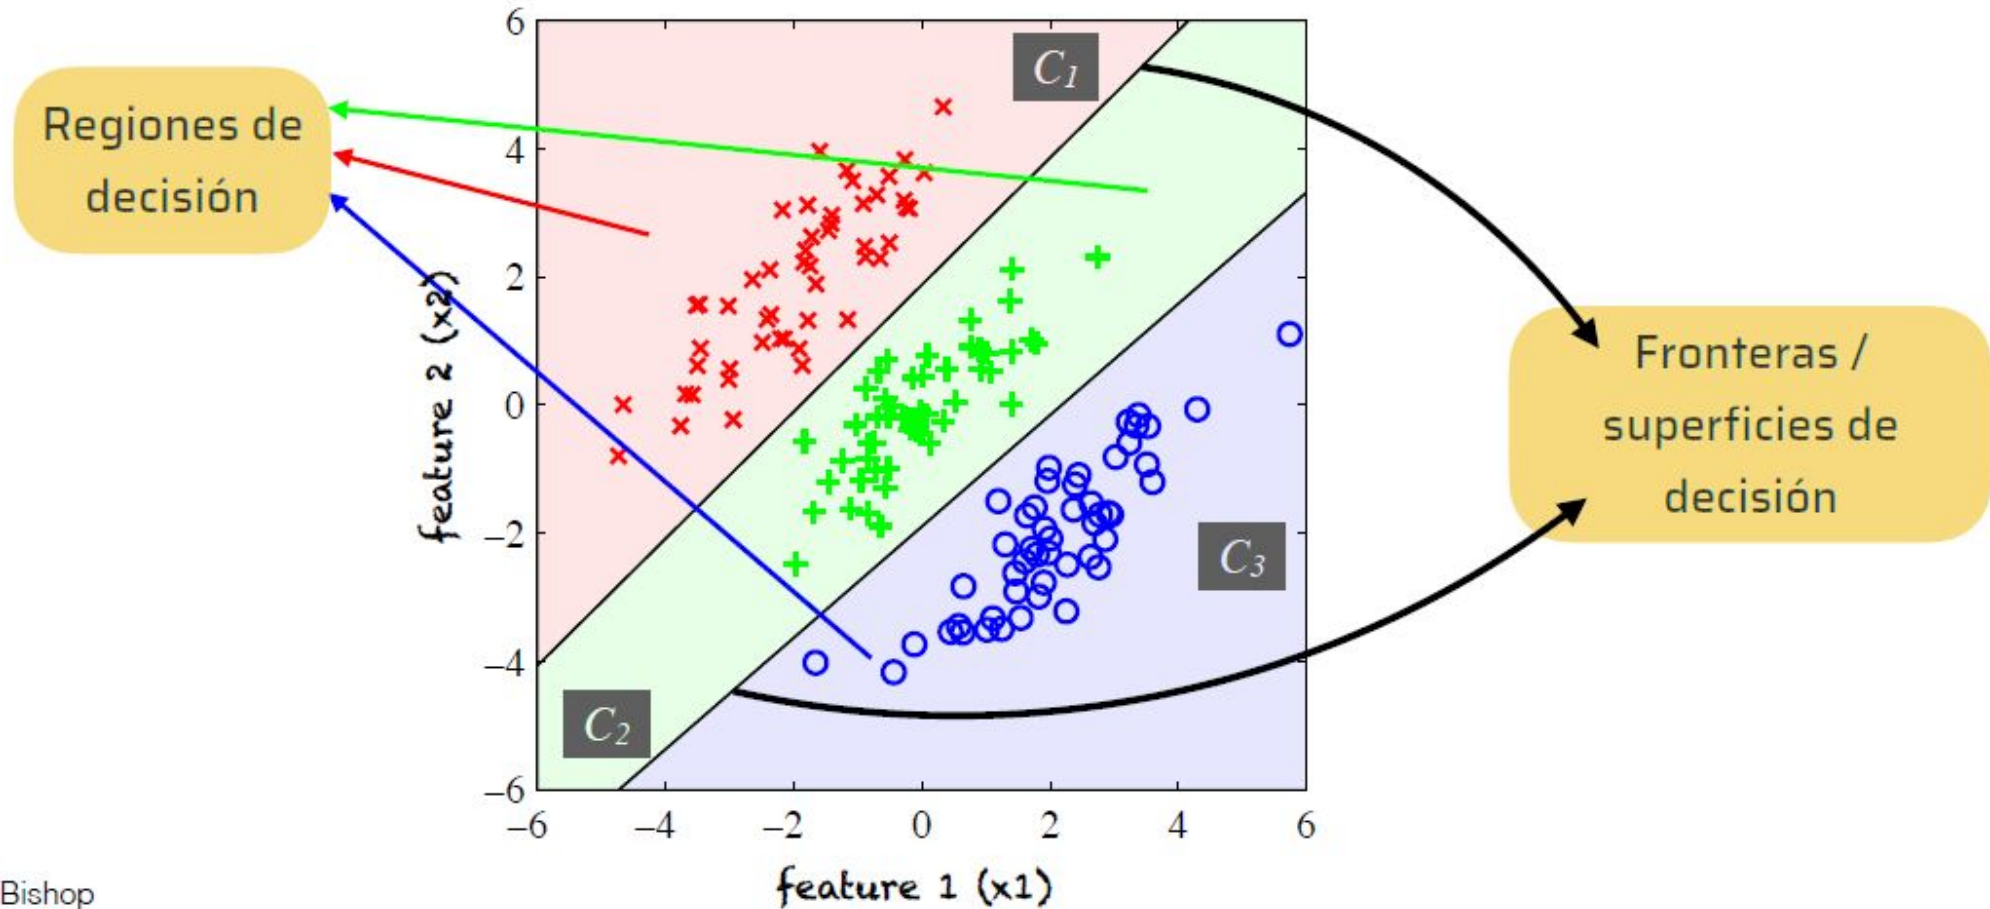 Regiones de
decisión
C1
C2
C3
Fronteras /
superficies de
decisión
feature 2 (x2)
6
4
2
0
–2
–4
–6
–6
–4
–2
0
2
4
6
feature 1 (x1)
Bishop